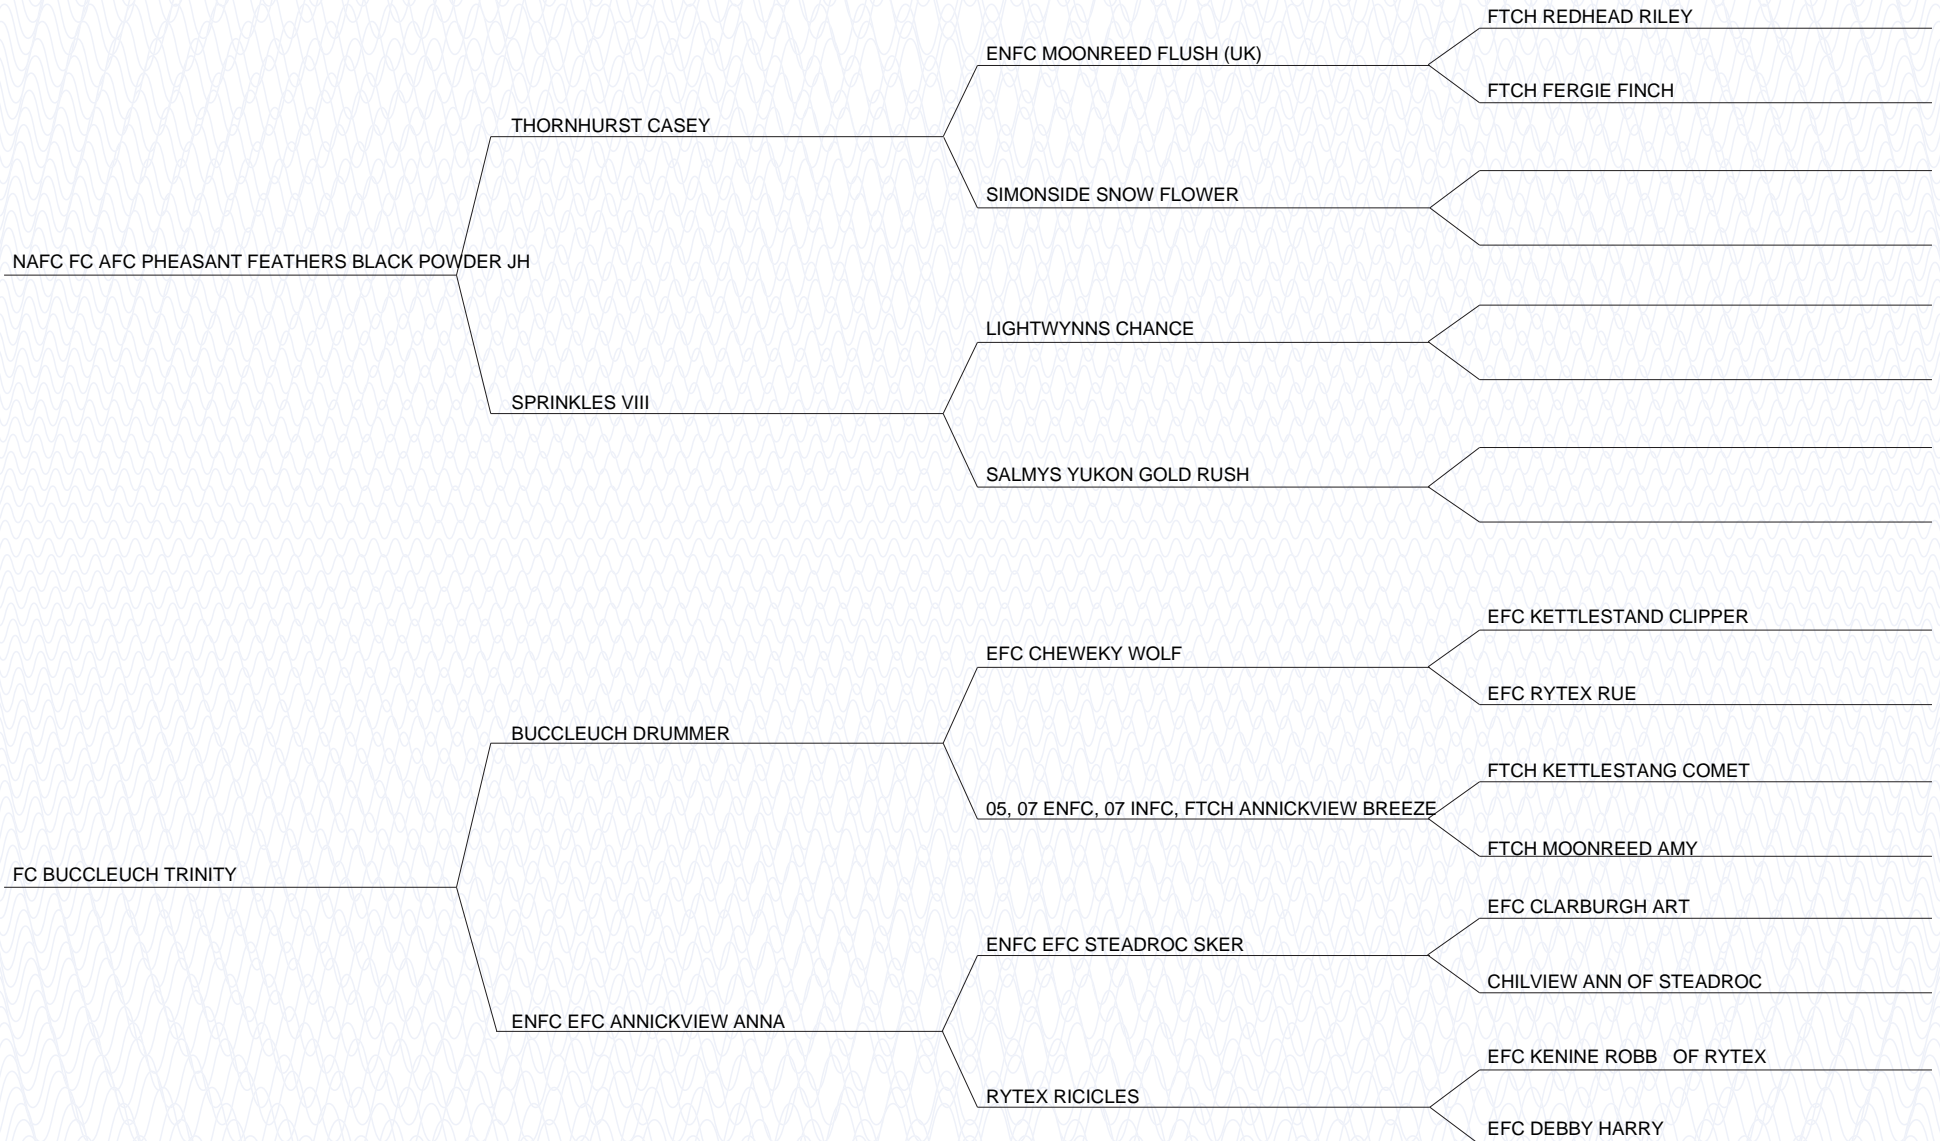 FTCH REDHEAD RILEY
ENFC MOONREED FLUSH (UK)
FTCH FERGIE FINCH
THORNHURST CASEY
SIMONSIDE SNOW FLOWER
NAFC FC AFC PHEASANT FEATHERS BLACK POWDER JH
LIGHTWYNNS CHANCE
SPRINKLES VIII
SALMYS YUKON GOLD RUSH
EFC KETTLESTAND CLIPPER
EFC CHEWEKY WOLF
EFC RYTEX RUE
BUCCLEUCH DRUMMER
FTCH KETTLESTANG COMET
05, 07 ENFC, 07 INFC, FTCH ANNICKVIEW BREEZE
FTCH MOONREED AMY
FC BUCCLEUCH TRINITY
EFC CLARBURGH ART
ENFC EFC STEADROC SKER
CHILVIEW ANN OF STEADROC
ENFC EFC ANNICKVIEW ANNA
EFC KENINE ROBB OF RYTEX
RYTEX RICICLES
EFC DEBBY HARRY